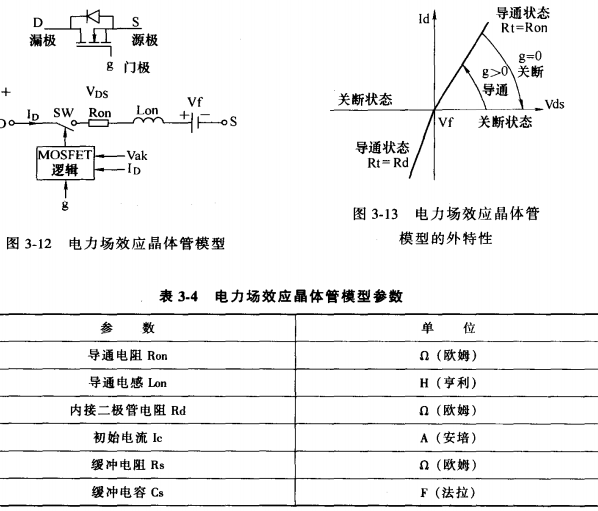 D
S
漏极
源极
g 门极
+
V_DS
D
I_D
SW
Ron
Lon
Vf
+
−
S
MOSFET
逻辑
Vak
I_D
g
图 3-12 电力场效应晶体管模型
Id
导通状态
Rt=Ron
g=0
关断
g>0
导通
关断状态
Vds
Vf
关断状态
导通状态
Rt=Rd
图 3-13 电力场效应晶体管
模型的外特性
表 3-4 电力场效应晶体管模型参数
参 数 单 位
导通电阻 Ron Ω（欧姆）
导通电感 Lon H（亨利）
内接二极管电阻 Rd Ω（欧姆）
初始电流 Ic A（安培）
缓冲电阻 Rs Ω（欧姆）
缓冲电容 Cs F（法拉）